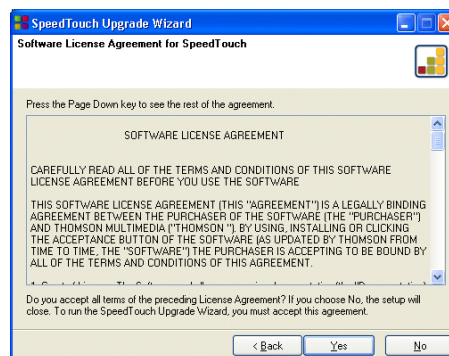 SpeedTouch Upgrade Wizard
Software License Agreement for SpeedTouch
Press the Page Down key to see the rest of the agreement.
SOFTWARE LICENSE AGREEMENT
CAREFULLY READ ALL OF THE TERMS AND CONDITIONS OF THIS SOFTWARE
LICENSE AGREEMENT BEFORE YOU USE THE SOFTWARE
THIS SOFTWARE LICENSE AGREEMENT (THIS "AGREEMENT") IS A LEGALLY BINDING
AGREEMENT BETWEEN THE PURCHASER OF THE SOFTWARE (THE "PURCHASER")
AND THOMSON MULTIMEDIA ("THOMSON "). BY USING, INSTALLING OR CLICKING
THE ACCEPTANCE BUTTON OF THE SOFTWARE (AS UPDATED BY THOMSON FROM
TIME TO TIME, THE "SOFTWARE") THE PURCHASER IS ACCEPTING TO BE BOUND BY
ALL OF THE TERMS AND CONDITIONS OF THIS AGREEMENT.
Do you accept all terms of the preceding License Agreement? If you choose No, the setup will
close. To run the SpeedTouch Upgrade Wizard, you must accept this agreement.
< Back Yes No